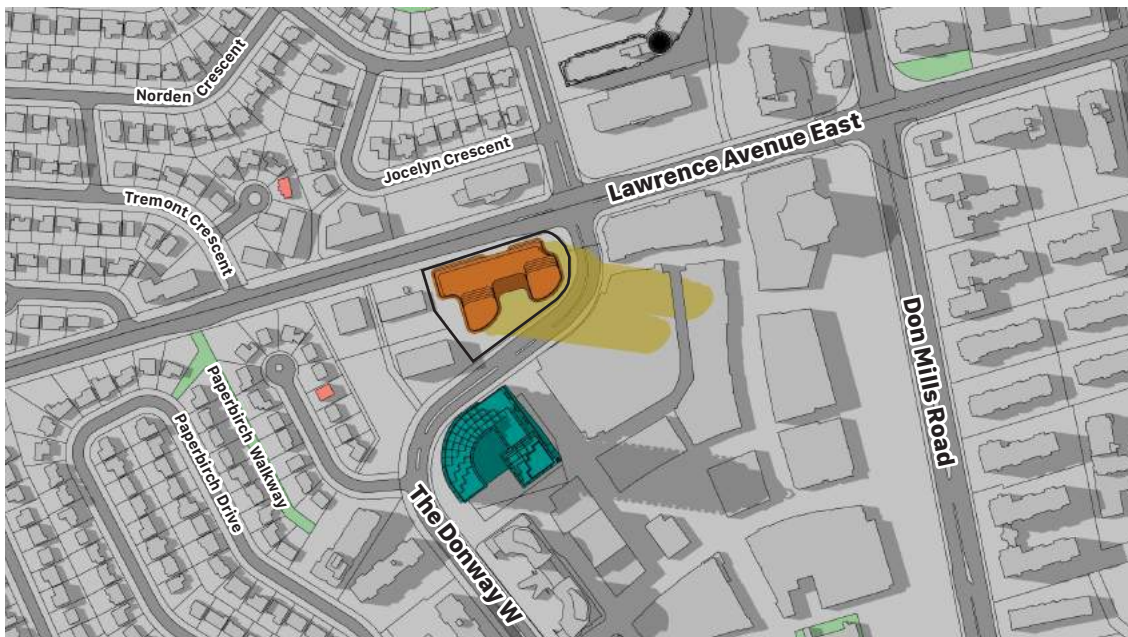 Norden Crescent
Jocelyn Crescent
Lawrence Avenue East
Tremont Crescent
Paperbirch Walkway
Paperbirch Drive
The Donway W
Don Mills Road